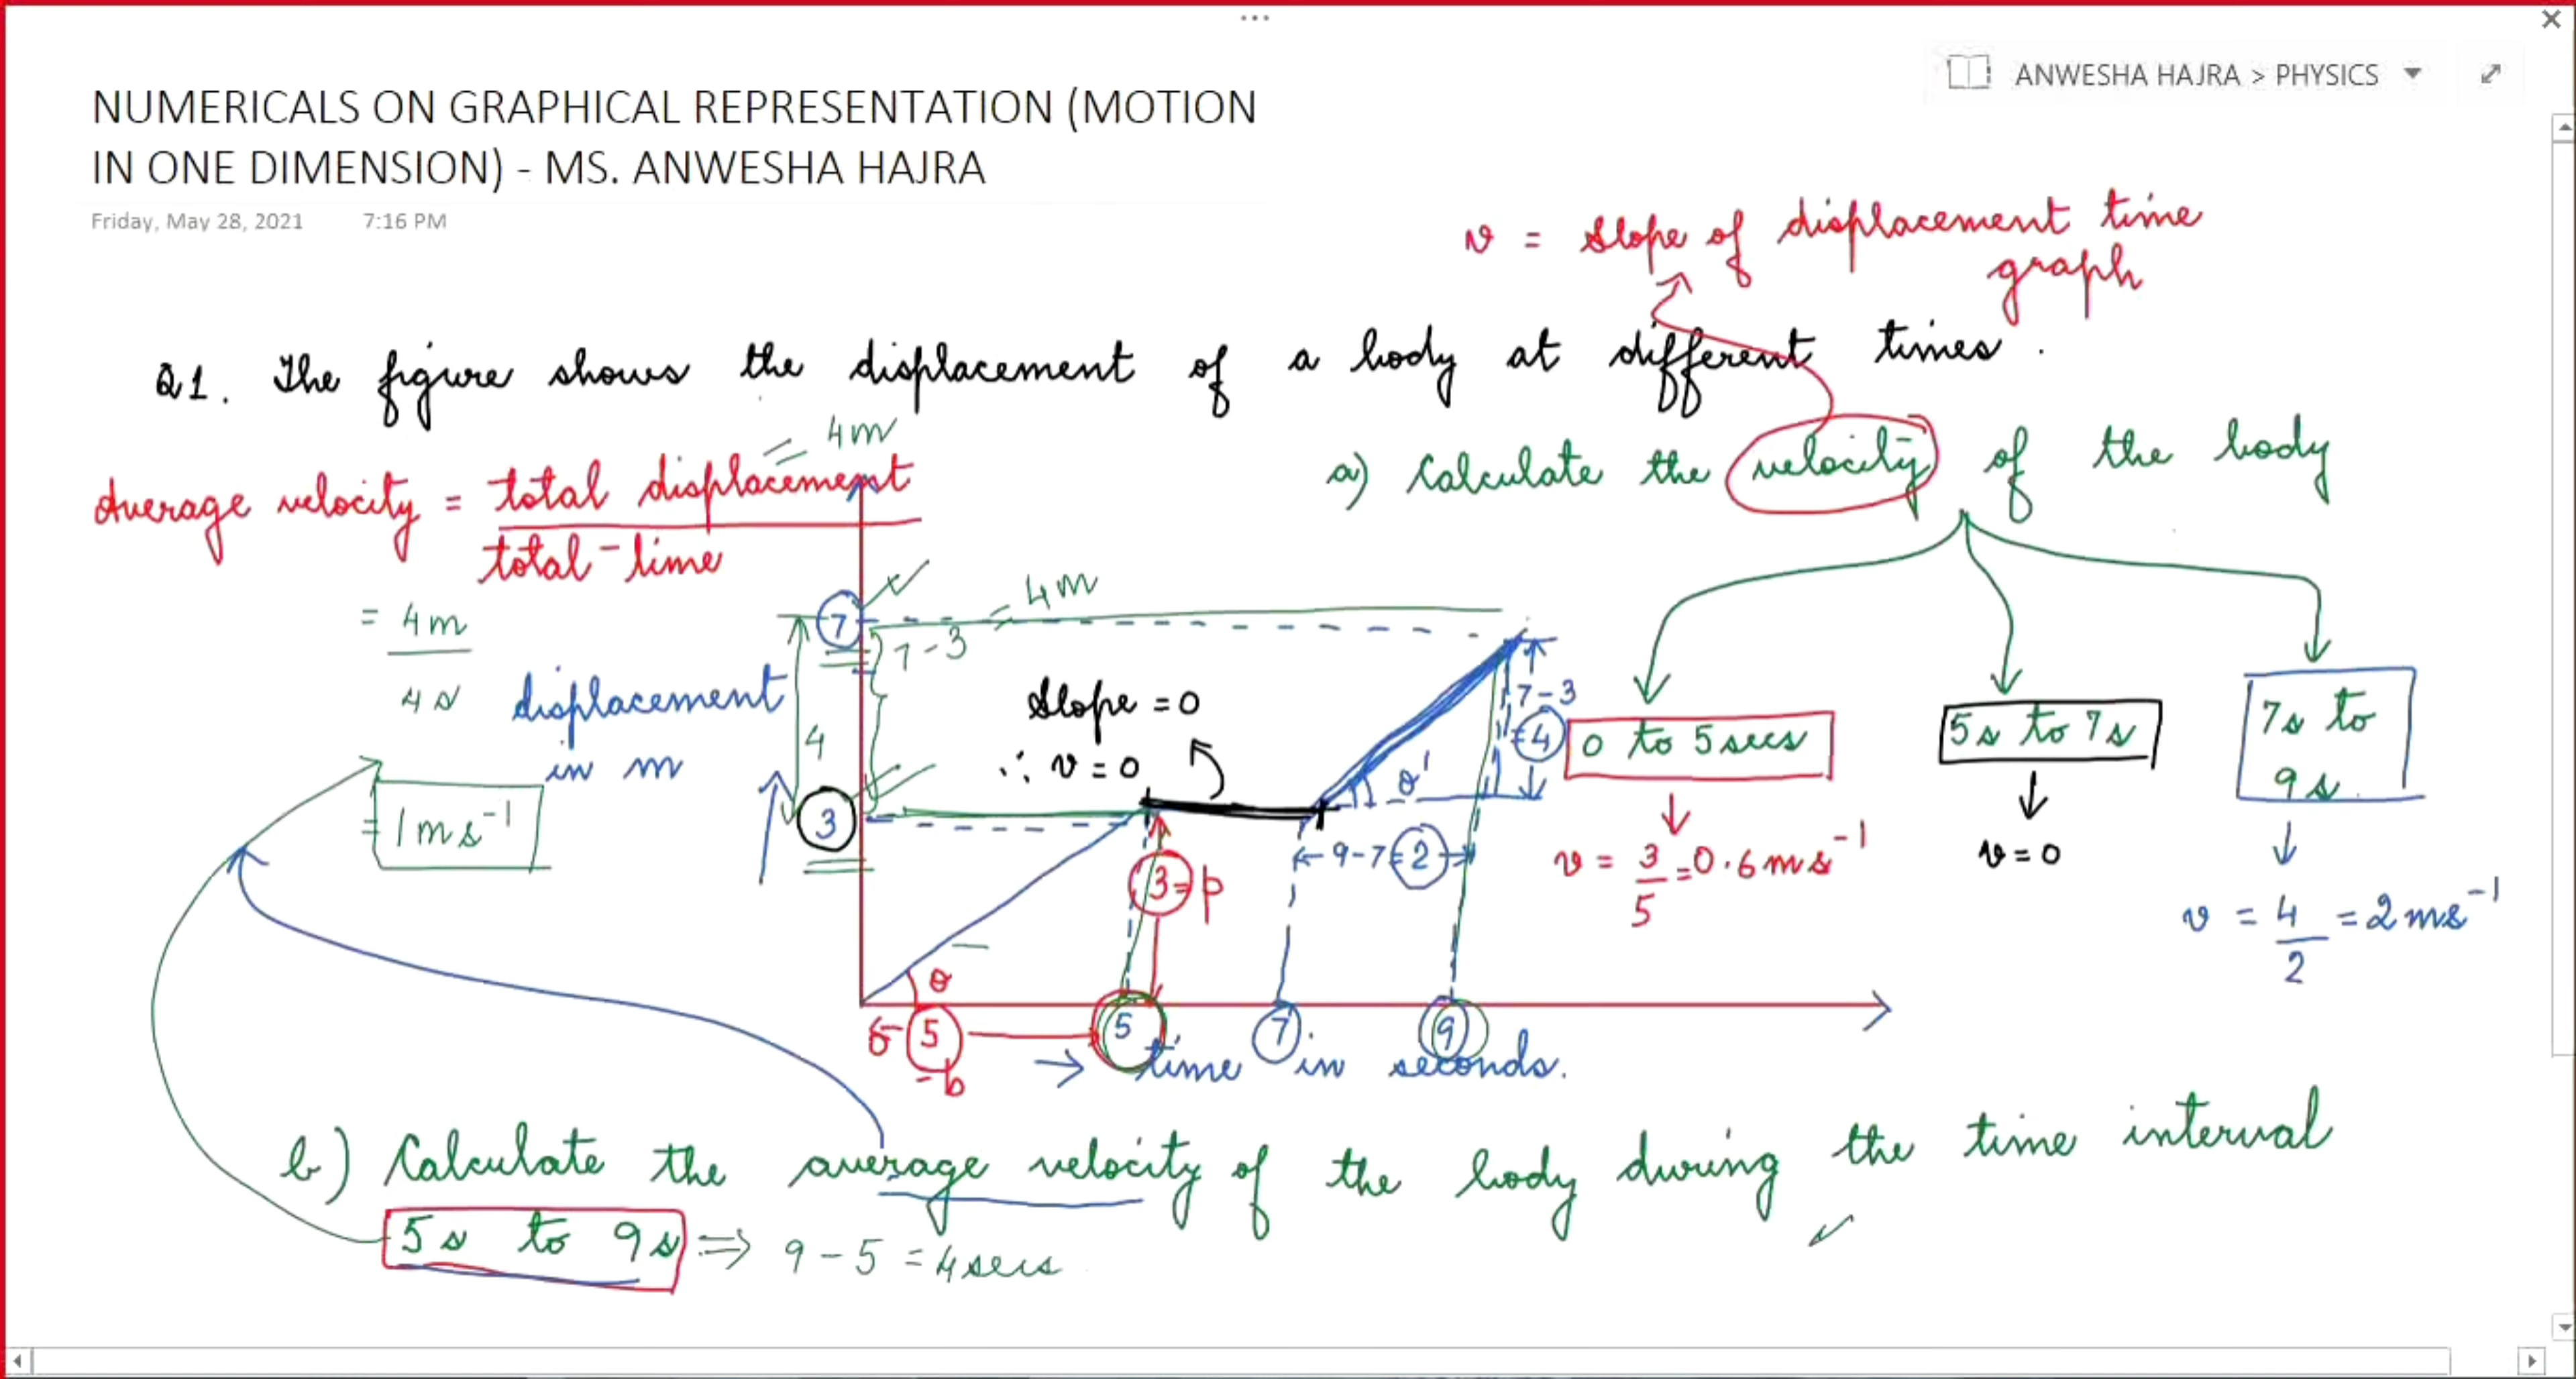 ANWESHA HAJRA > PHYSICS
NUMERICALS ON GRAPHICAL REPRESENTATION (MOTION
IN ONE DIMENSION) - MS. ANWESHA HAJRA
Friday, May 28, 2021 7:16 PM
v = slope of displacement time
graph
Q1. The figure shows the displacement of a body at different times.
= 4m
Average velocity = total displacement
total time
= 4m
4s
= 1ms⁻¹
a) Calculate the velocity of the body
0 to 5secs
v = 3/5 = 0.6ms⁻¹
5s to 7s
v = 0
7s to
9s
v = 4/2 = 2ms⁻¹
displacement
in m
7
7-3
= 4m
4
3
Slope = 0
∴ v = 0
7-3
=4
θ'
9-7=2
3=p
θ
5
=b
5
7
9
time in seconds.
b) Calculate the average velocity of the body during the time interval
5s to 9s ⇒ 9-5 = 4secs